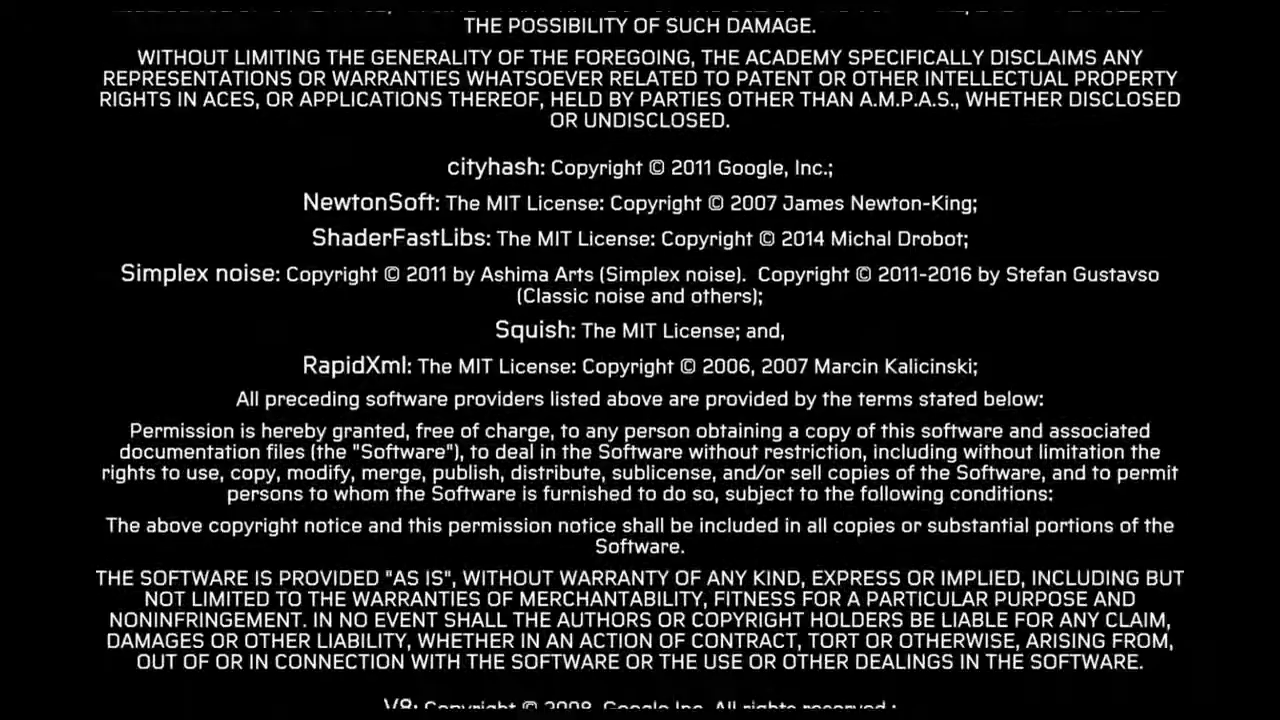 THE POSSIBILITY OF SUCH DAMAGE.
WITHOUT LIMITING THE GENERALITY OF THE FOREGOING, THE ACADEMY SPECIFICALLY DISCLAIMS ANY
REPRESENTATIONS OR WARRANTIES WHATSOEVER RELATED TO PATENT OR OTHER INTELLECTUAL PROPERTY
RIGHTS IN ACES, OR APPLICATIONS THEREOF, HELD BY PARTIES OTHER THAN A.M.P.A.S., WHETHER DISCLOSED
OR UNDISCLOSED.
cityhash: Copyright © 2011 Google, Inc.;
NewtonSoft: The MIT License: Copyright © 2007 James Newton-King;
ShaderFastLibs: The MIT License: Copyright © 2014 Michal Drobot;
Simplex noise: Copyright © 2011 by Ashima Arts (Simplex noise).  Copyright © 2011-2016 by Stefan Gustavso
(Classic noise and others);
Squish: The MIT License; and,
RapidXml: The MIT License: Copyright © 2006, 2007 Marcin Kalicinski;
All preceding software providers listed above are provided by the terms stated below:
Permission is hereby granted, free of charge, to any person obtaining a copy of this software and associated
documentation files (the "Software"), to deal in the Software without restriction, including without limitation the
rights to use, copy, modify, merge, publish, distribute, sublicense, and/or sell copies of the Software, and to permit
persons to whom the Software is furnished to do so, subject to the following conditions:
The above copyright notice and this permission notice shall be included in all copies or substantial portions of the
Software.
THE SOFTWARE IS PROVIDED "AS IS", WITHOUT WARRANTY OF ANY KIND, EXPRESS OR IMPLIED, INCLUDING BUT
NOT LIMITED TO THE WARRANTIES OF MERCHANTABILITY, FITNESS FOR A PARTICULAR PURPOSE AND
NONINFRINGEMENT. IN NO EVENT SHALL THE AUTHORS OR COPYRIGHT HOLDERS BE LIABLE FOR ANY CLAIM,
DAMAGES OR OTHER LIABILITY, WHETHER IN AN ACTION OF CONTRACT, TORT OR OTHERWISE, ARISING FROM,
OUT OF OR IN CONNECTION WITH THE SOFTWARE OR THE USE OR OTHER DEALINGS IN THE SOFTWARE.
V8: Copyright © 2008, Google Inc. All rights reserved.;